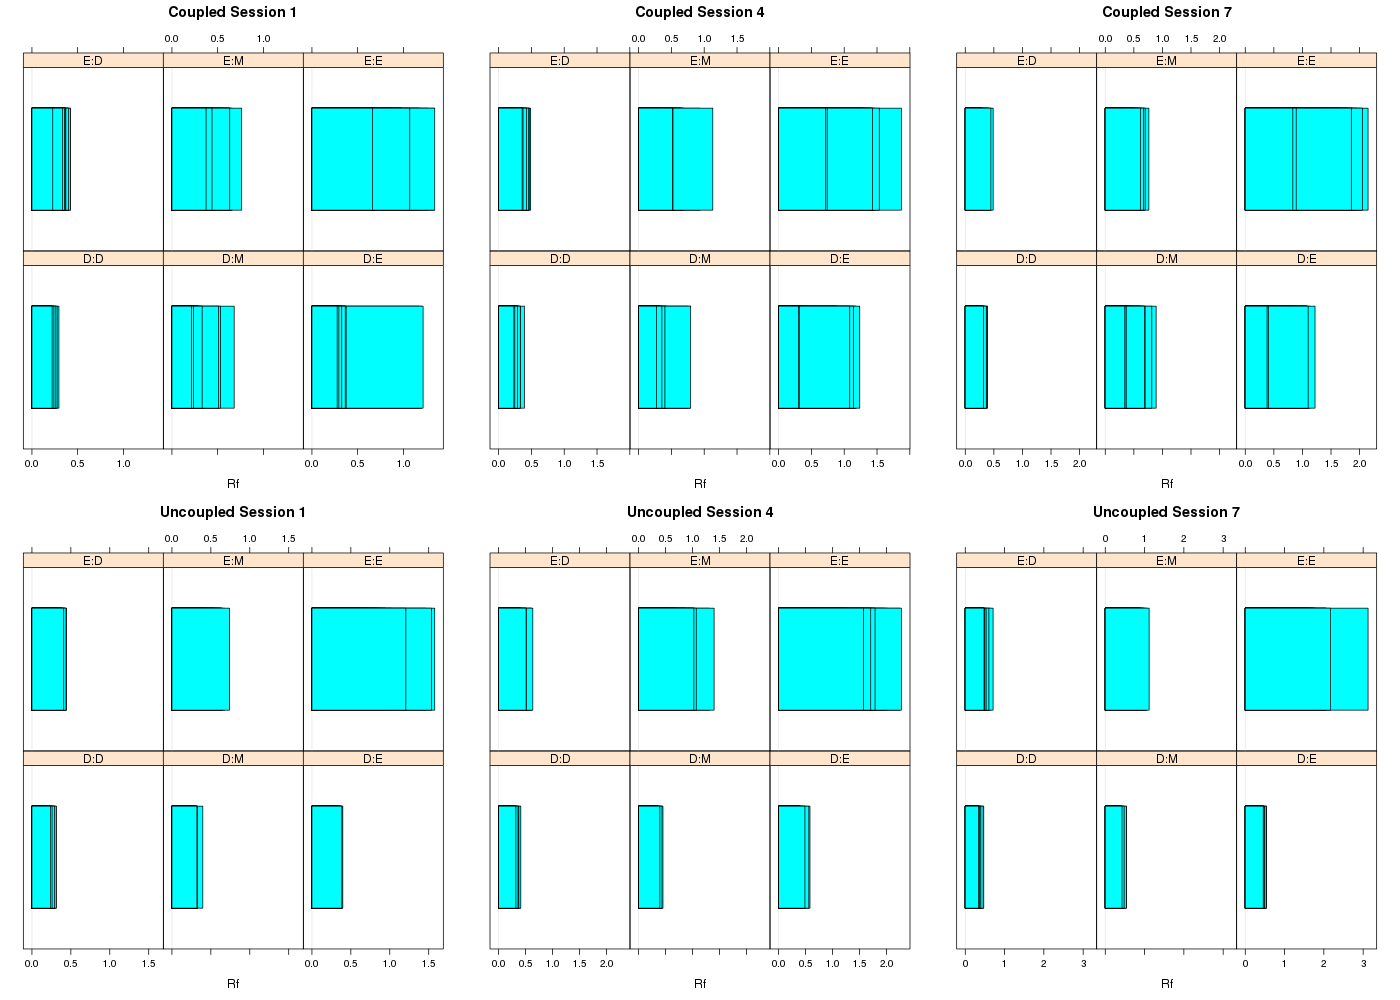 Coupled Session 1 Coupled Session 4 Coupled Session 7
0.0 0.5 1.0 0.0 0.5 1.0 1.5 0.0 0.5 1.0 1.5 2.0
E:D E:M E:E E:D E:M E:E E:D E:M E:E
D:D D:M D:E D:D D:M D:E D:D D:M D:E
0.0 0.5 1.0 0.0 0.5 1.0 0.0 0.5 1.0 1.5 0.0 0.5 1.0 1.5 0.0 0.5 1.0 1.5 2.0 0.0 0.5 1.0 1.5 2.0
Rf Rf Rf
Uncoupled Session 1 Uncoupled Session 4 Uncoupled Session 7
0.0 0.5 1.0 1.5 0.0 0.5 1.0 1.5 2.0 0 1 2 3
E:D E:M E:E E:D E:M E:E E:D E:M E:E
D:D D:M D:E D:D D:M D:E D:D D:M D:E
0.0 0.5 1.0 1.5 0.0 0.5 1.0 1.5 0.0 0.5 1.0 1.5 2.0 0.0 0.5 1.0 1.5 2.0 0 1 2 3 0 1 2 3
Rf Rf Rf